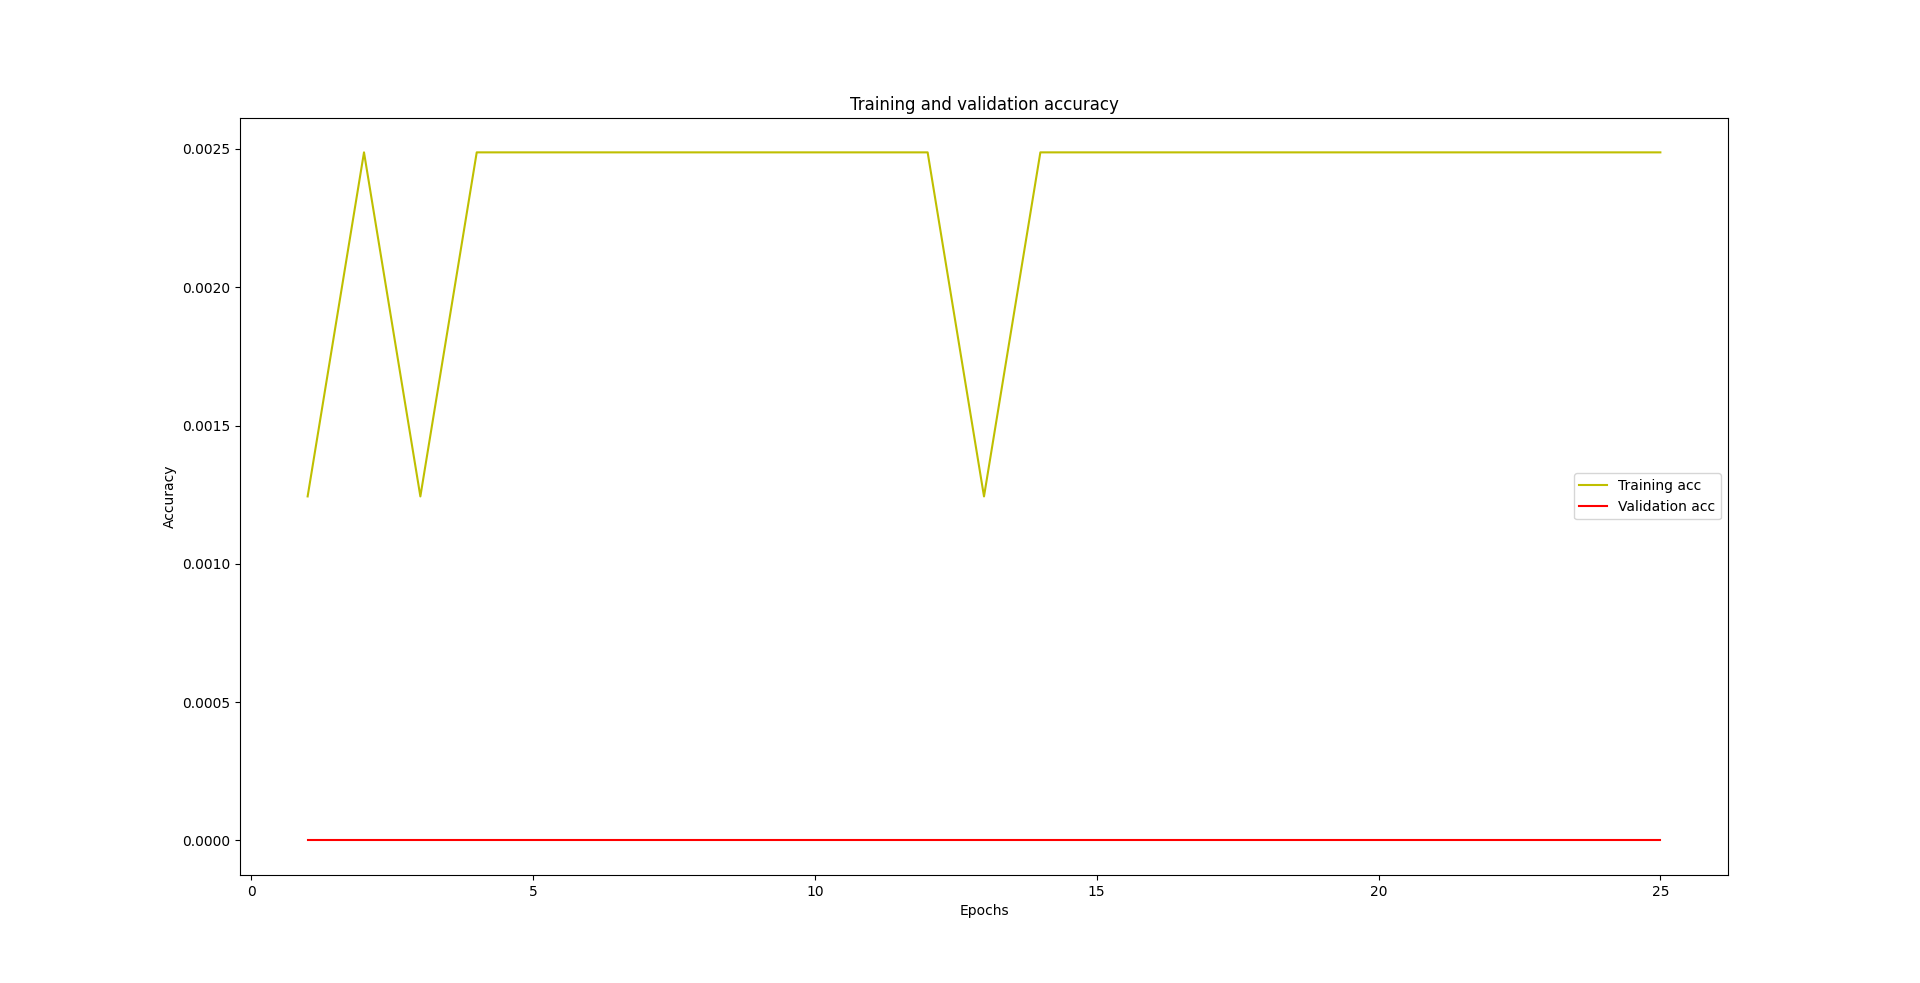 Training and validation accuracy
0.0025
0.0020
0.0015
0.0010
0.0005
0.0000
Accuracy
Training acc
Validation acc
0 5 10 15 20 25
Epochs